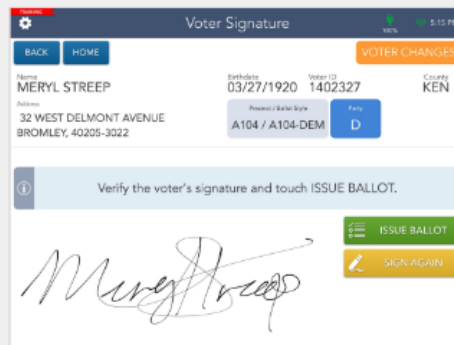 TRAINING
Voter Signature
100%
5:15 PM
BACK
HOME
VOTER CHANGES
Name
MERYL STREEP
Birthdate
03/27/1920
Voter ID
1402327
County
KEN
Address
32 WEST DELMONT AVENUE
BROMLEY, 40205-3022
Precinct / Ballot Style
A104 / A104-DEM
Party
D
Verify the voter's signature and touch ISSUE BALLOT.
ISSUE BALLOT
SIGN AGAIN
Meryl Streep